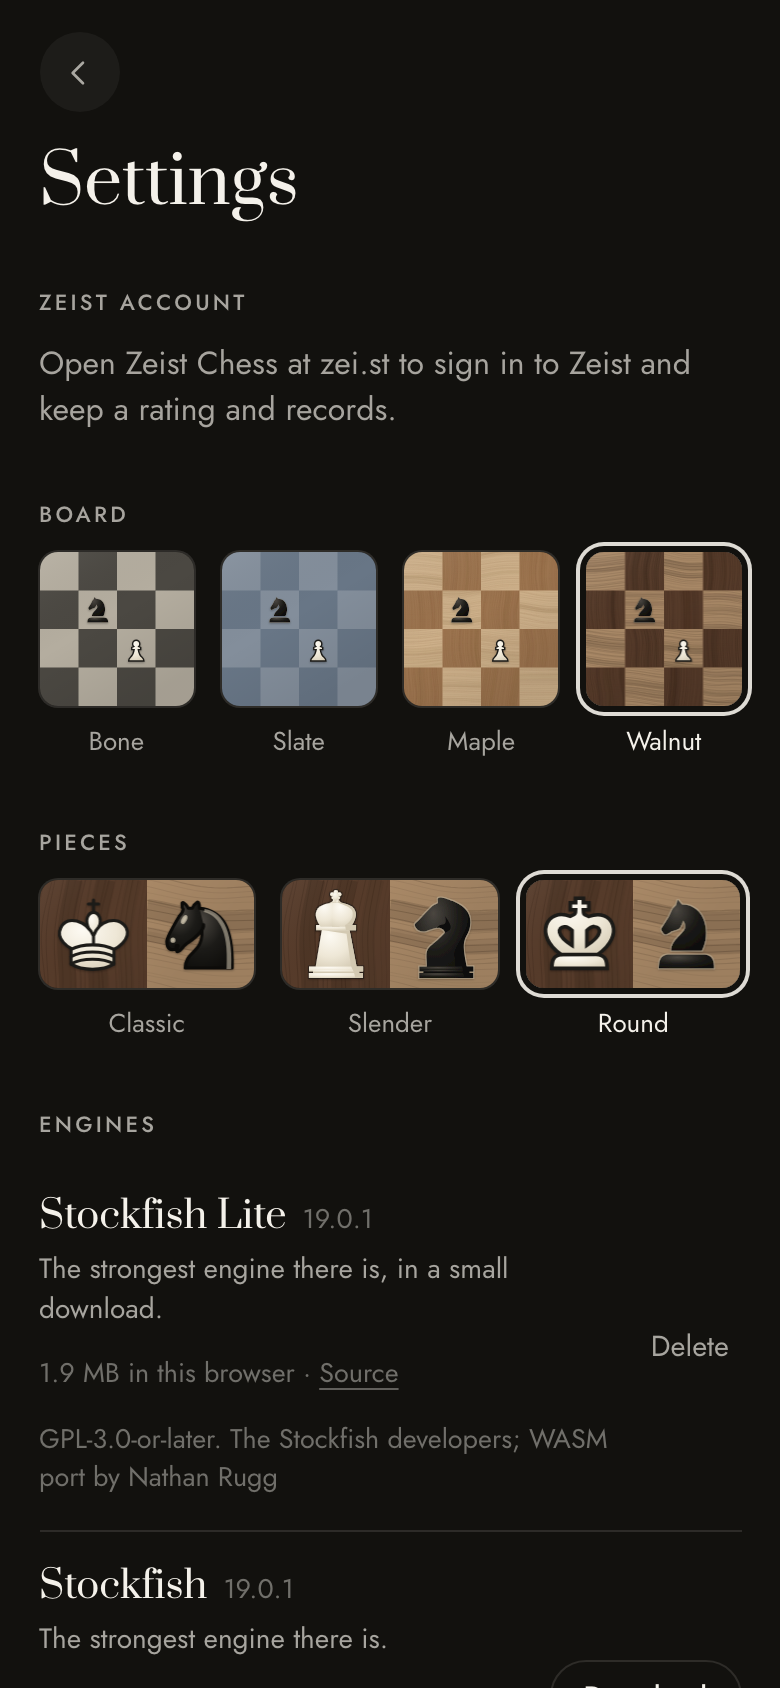 Settings
ZEIST ACCOUNT
Open Zeist Chess at zei.st to sign in to Zeist and
keep a rating and records.
BOARD
Bone
Slate
Maple
Walnut
PIECES
Classic
Slender
Round
ENGINES
Stockfish Lite 19.0.1
The strongest engine there is, in a small
download.
Delete
1.9 MB in this browser · Source
GPL-3.0-or-later. The Stockfish developers; WASM
port by Nathan Rugg
Stockfish 19.0.1
The strongest engine there is.